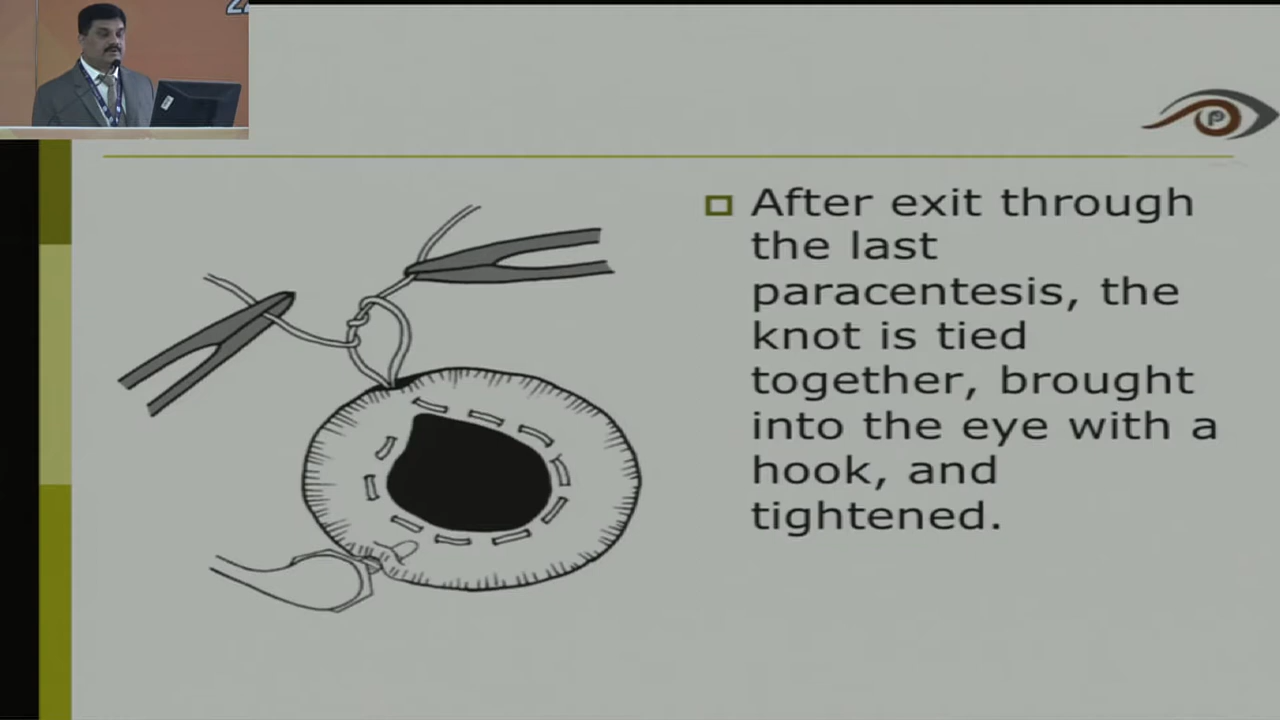 After exit through
the last
paracentesis, the
knot is tied
together, brought
into the eye with a
hook, and
tightened.